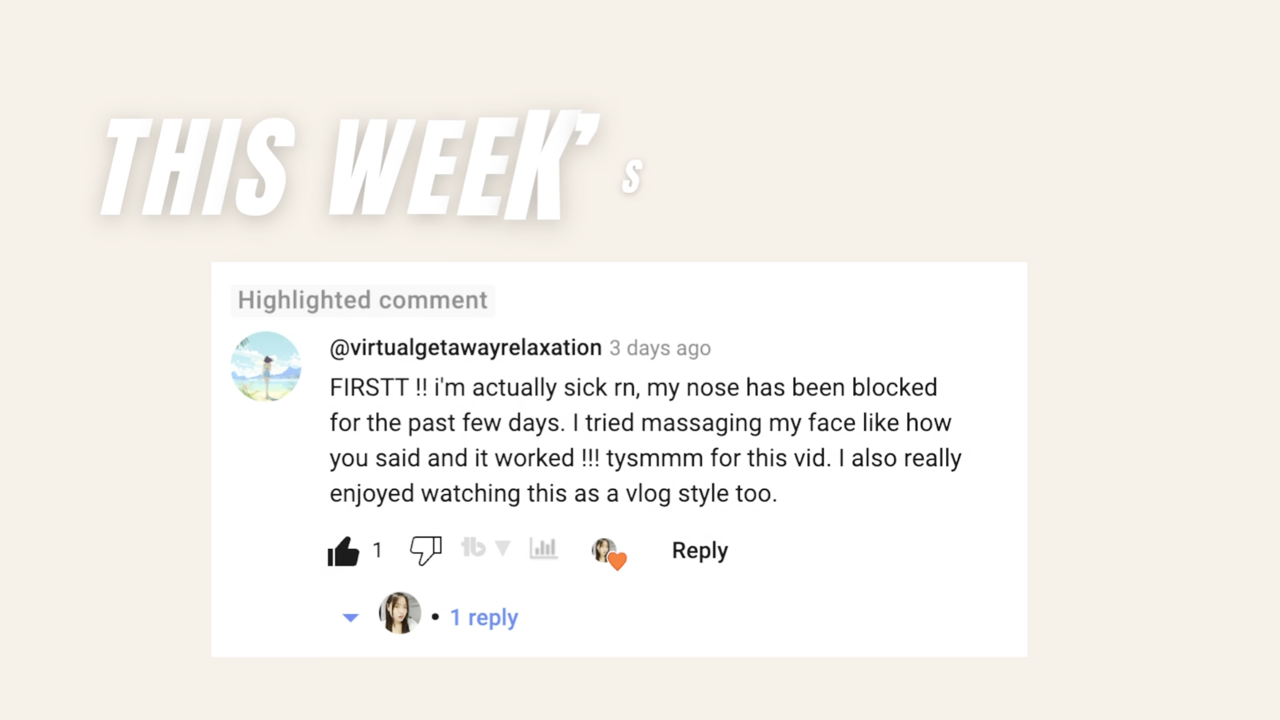 THIS WEEK'S
Highlighted comment
@virtualgetawayrelaxation 3 days ago
FIRSTT !! i'm actually sick rn, my nose has been blocked
for the past few days. I tried massaging my face like how
you said and it worked !!! tysmmm for this vid. I also really
enjoyed watching this as a vlog style too.
1 tb Reply
• 1 reply